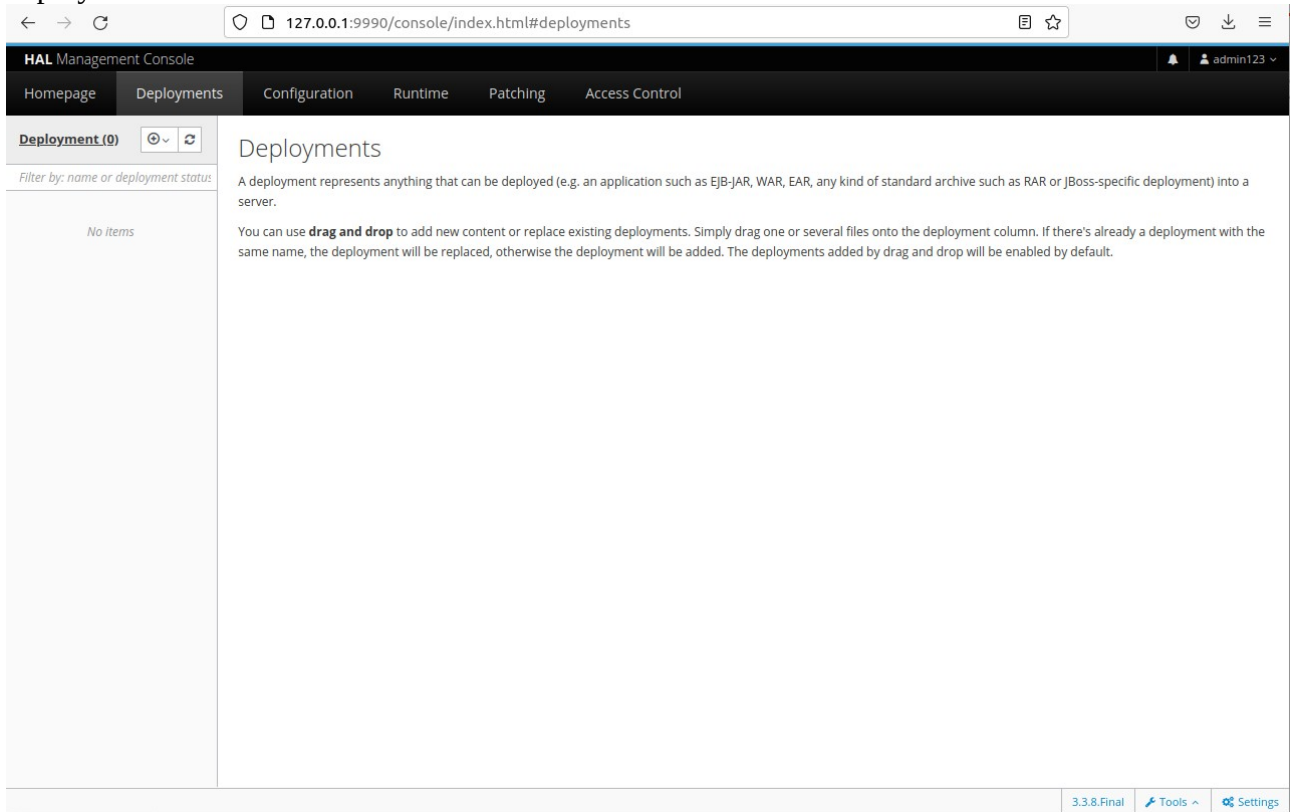 127.0.0.1:9990/console/index.html#deployments
HAL Management Console
admin123
Homepage Deployments Configuration Runtime Patching Access Control
Deployment (0)
Filter by: name or deployment status
No items
Deployments
A deployment represents anything that can be deployed (e.g. an application such as EJB-JAR, WAR, EAR, any kind of standard archive such as RAR or JBoss-specific deployment) into a
server.
You can use drag and drop to add new content or replace existing deployments. Simply drag one or several files onto the deployment column. If there's already a deployment with the
same name, the deployment will be replaced, otherwise the deployment will be added. The deployments added by drag and drop will be enabled by default.
3.3.8.Final Tools Settings